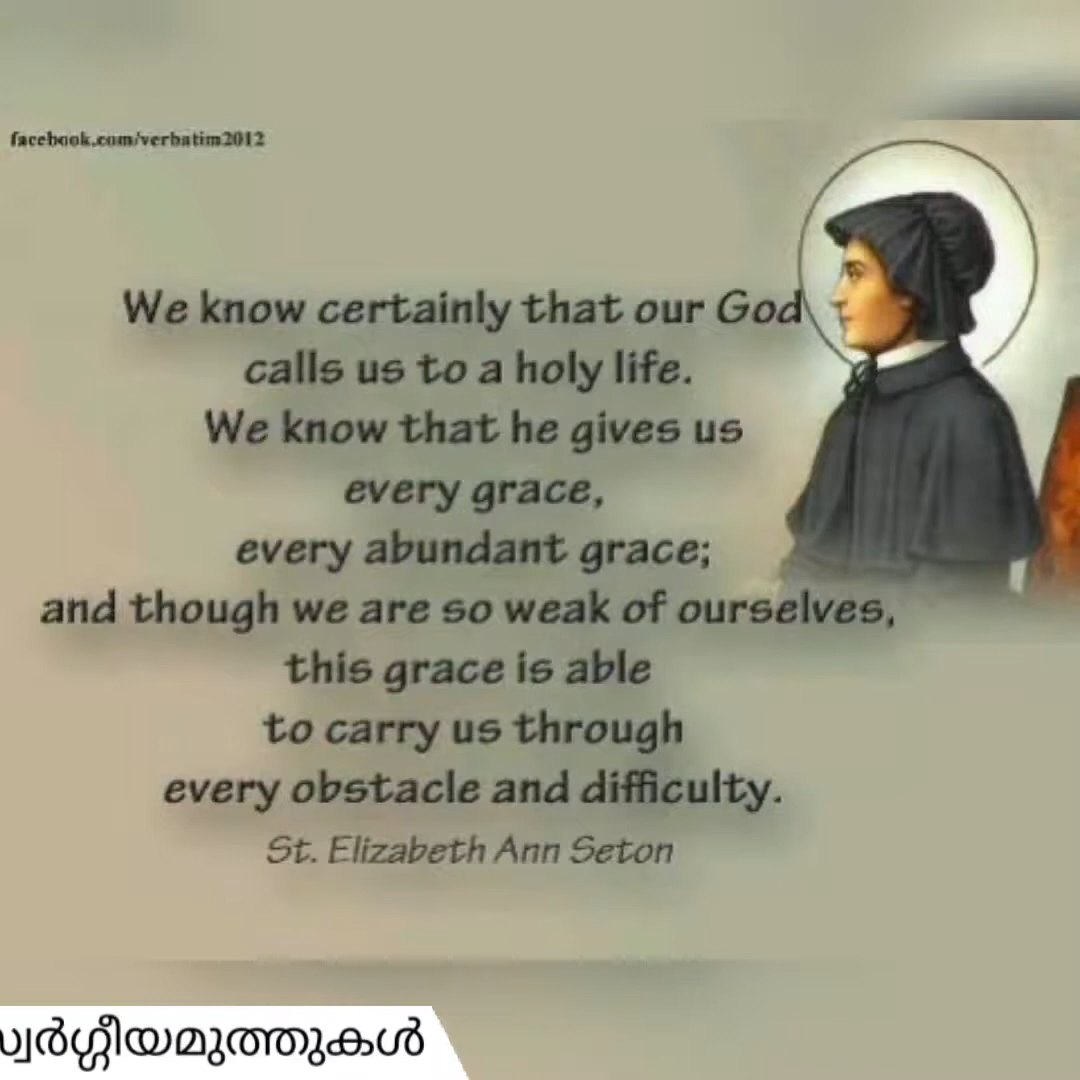 facebook.com/verbatim2012
We know certainly that our God
calls us to a holy life.
We know that he gives us
every grace,
every abundant grace;
and though we are so weak of ourselves,
this grace is able
to carry us through
every obstacle and difficulty.
St. Elizabeth Ann Seton
സ്വർഗ്ഗീയമുത്തുകൾ